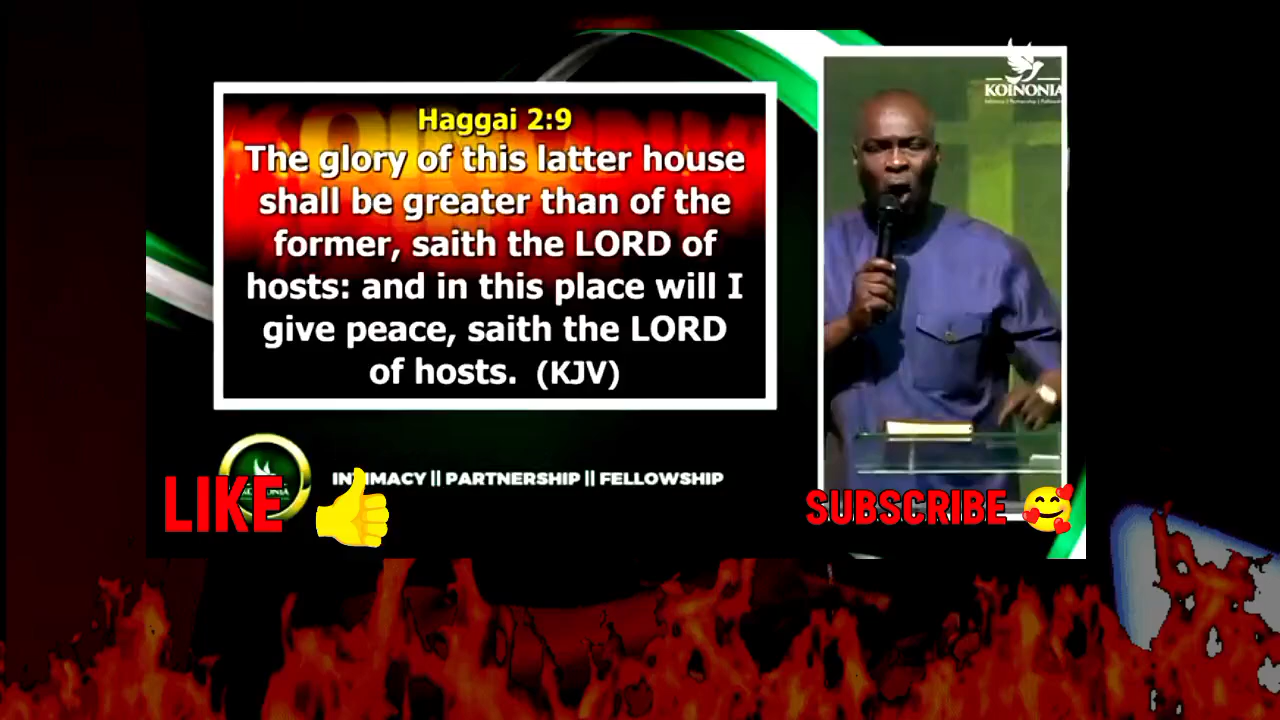 Haggai 2:9
The glory of this latter house
shall be greater than of the
former, saith the LORD of
hosts: and in this place will I
give peace, saith the LORD
of hosts. (KJV)
KOINONIA
INTIMACY || PARTNERSHIP || FELLOWSHIP
LIKE
SUBSCRIBE